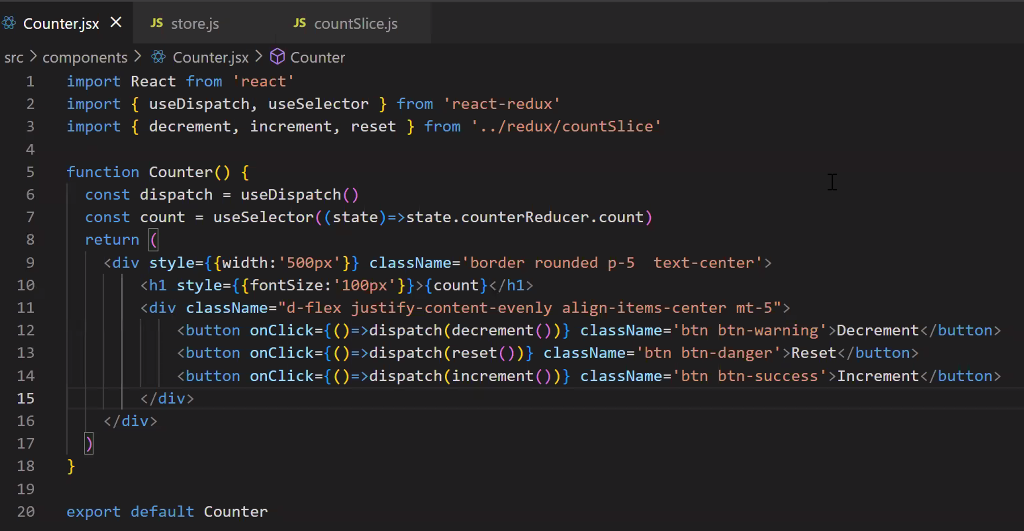 Counter.jsx JS store.js JS countSlice.js
src > components > Counter.jsx > Counter
1 import React from 'react'
2 import { useDispatch, useSelector } from 'react-redux'
3 import { decrement, increment, reset } from '../redux/countSlice'
4
5 function Counter() {
6 const dispatch = useDispatch()
7 const count = useSelector((state)=>state.counterReducer.count)
8 return (
9 <div style={{width:'500px'}} className='border rounded p-5  text-center'>
10 <h1 style={{fontSize:'100px'}}>{count}</h1>
11 <div className="d-flex justify-content-evenly align-items-center mt-5">
12 <button onClick={()=>dispatch(decrement())} className='btn btn-warning'>Decrement</button>
13 <button onClick={()=>dispatch(reset())} className='btn btn-danger'>Reset</button>
14 <button onClick={()=>dispatch(increment())} className='btn btn-success'>Increment</button>
15 </div>
16 </div>
17 )
18 }
19
20 export default Counter